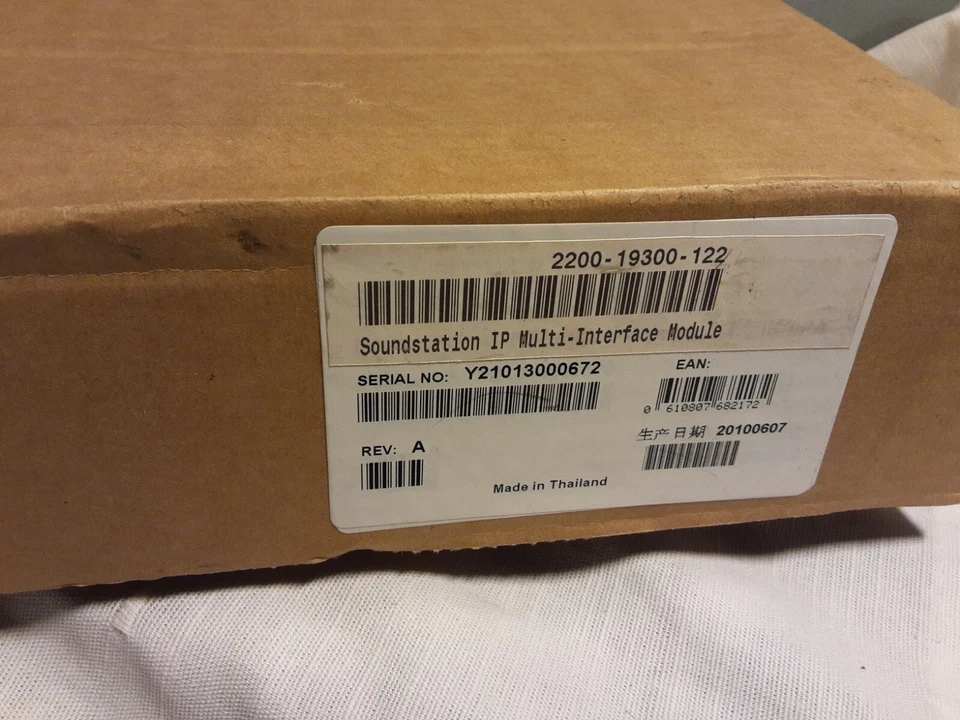 2200-19300-122
Soundstation IP Multi-Interface Module
SERIAL NO: Y21013000672
EAN:
0 610807 682172
生产日期 20100607
REV: A
Made in Thailand